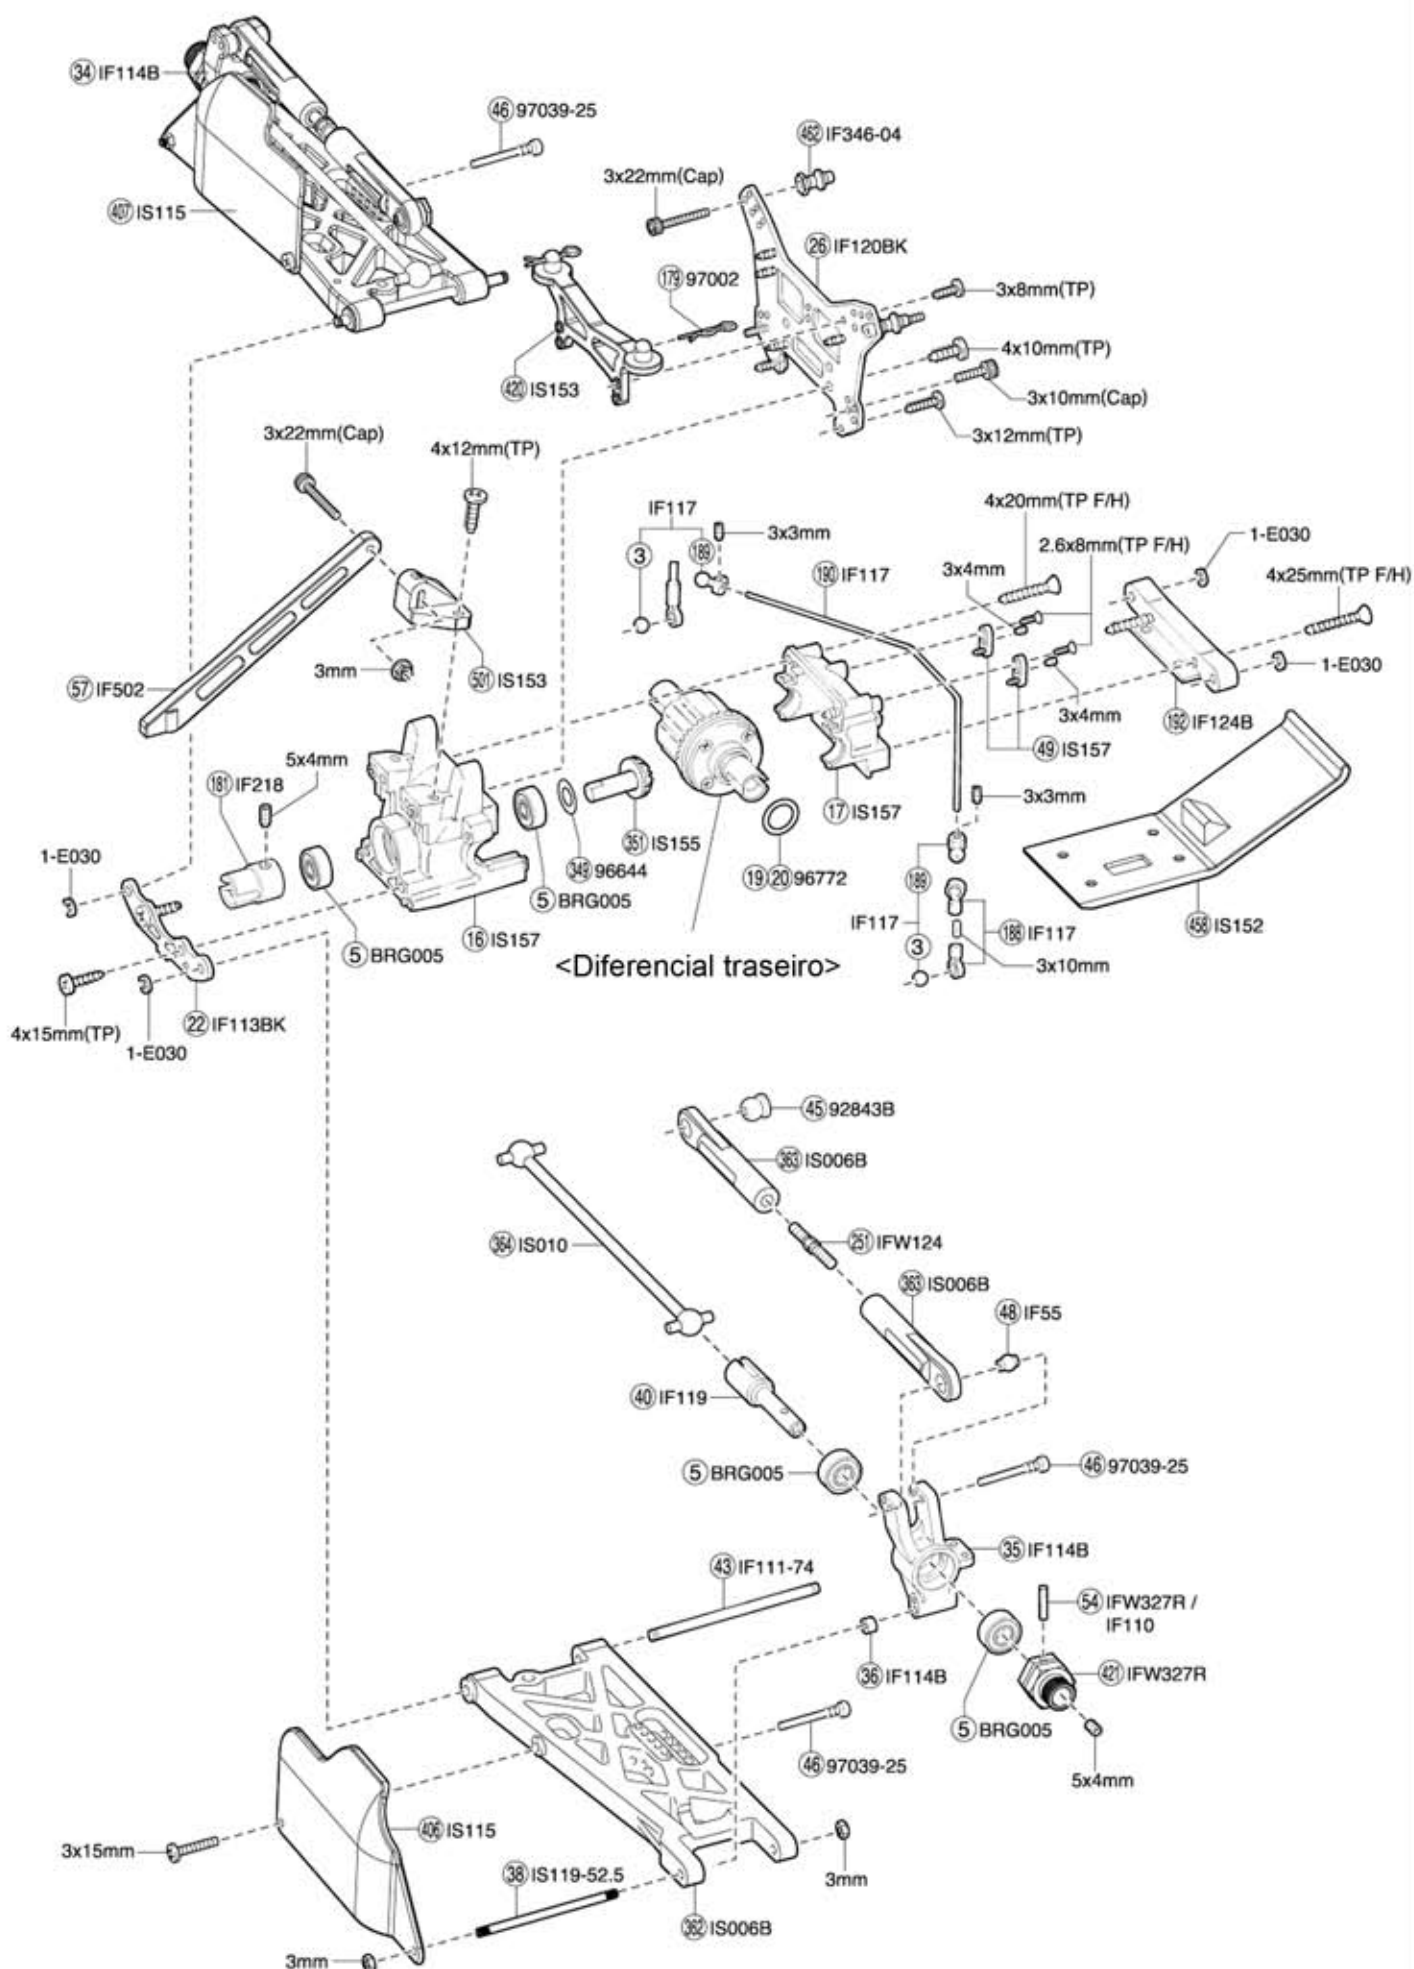 34 IF114B
46 97039-25
462 IF346-04
3x22mm(Cap)
407 IS115
26 IF120BK
179 97002
3x8mm(TP)
4x10mm(TP)
420 IS153
3x10mm(Cap)
3x22mm(Cap)
3x12mm(TP)
4x12mm(TP)
4x20mm(TP F/H)
IF117
3x3mm
1-E030
2.6x8mm(TP F/H)
3
189
3x4mm
190 IF117
4x25mm(TP F/H)
3mm
501 IS153
1-E030
57 IF502
3x4mm
192 IF124B
49 IS157
5x4mm
181 IF218
17 IS157
3x3mm
351 IS155
1-E030
349 96644
19 20 96772
189
5 BRG005
IF117
188 IF117
458 IS152
16 IS157
5 BRG005
3
3x10mm
<Diferencial traseiro>
22 IF113BK
4x15mm(TP)
1-E030
45 92843B
363 IS006B
364 IS010
251 IFW124
363 IS006B
48 IF55
40 IF119
5 BRG005
46 97039-25
35 IF114B
43 IF111-74
54 IFW327R /
IF110
36 IF114B
421 IFW327R
5 BRG005
46 97039-25
5x4mm
406 IS115
3x15mm
38 IS119-52.5
3mm
362 IS006B
3mm